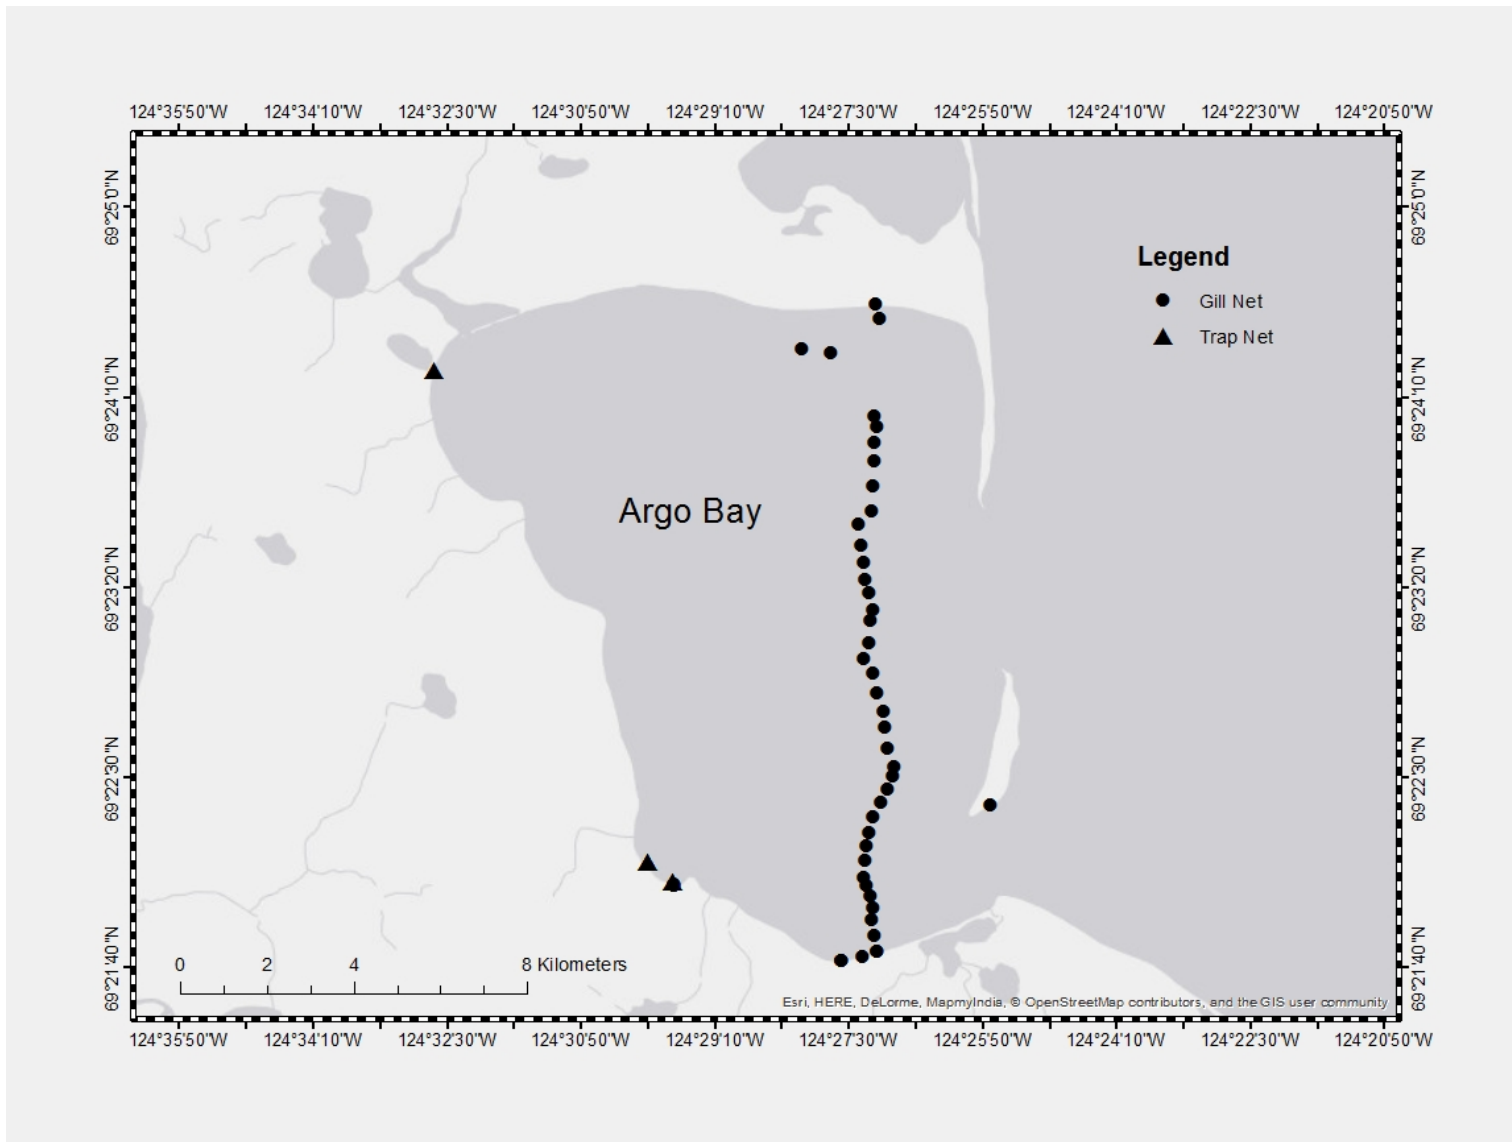 124°35'50"W 124°34'10"W 124°32'30"W 124°30'50"W 124°29'10"W 124°27'30"W 124°25'50"W 124°24'10"W 124°22'30"W 124°20'50"W
69°25'0"N
69°25'0"N
Legend
Gill Net
Trap Net
69°24'10"N
69°24'10"N
Argo Bay
69°23'20"N
69°23'20"N
69°22'30"N
69°22'30"N
69°21'40"N
69°21'40"N
0 2 4 8 Kilometers
Esri, HERE, DeLorme, MapmyIndia, © OpenStreetMap contributors, and the GIS user community
124°35'50"W 124°34'10"W 124°32'30"W 124°30'50"W 124°29'10"W 124°27'30"W 124°25'50"W 124°24'10"W 124°22'30"W 124°20'50"W